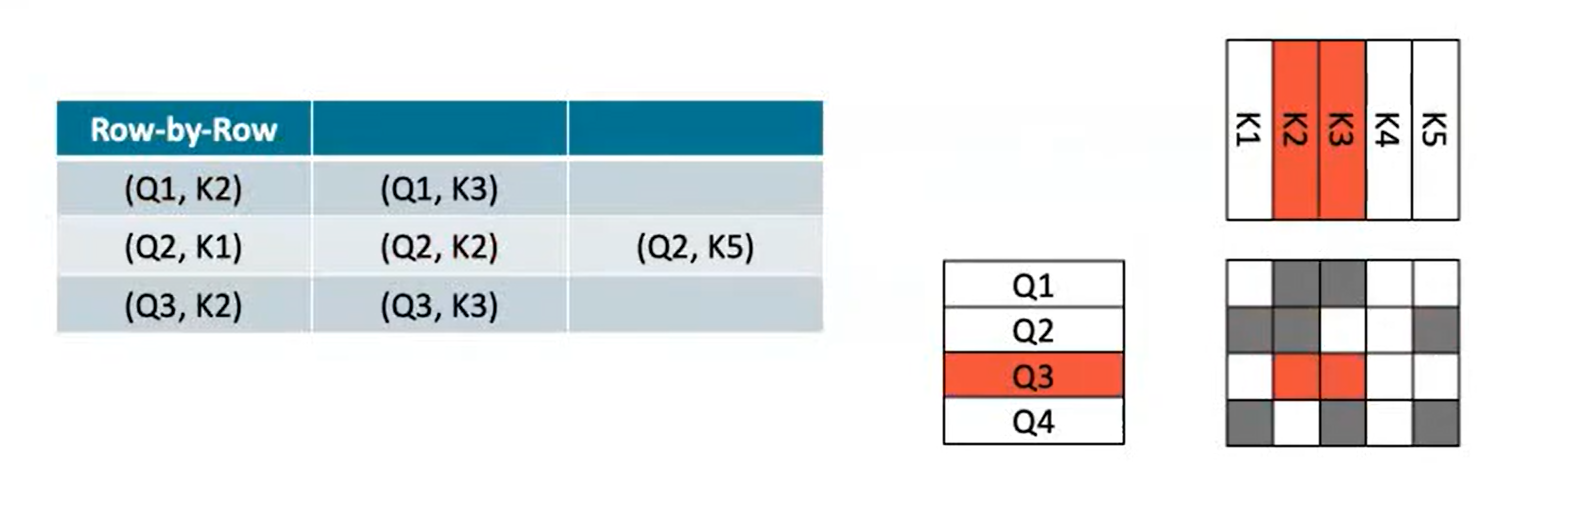 Row-by-Row
(Q1, K2) (Q1, K3)
(Q2, K1) (Q2, K2) (Q2, K5)
(Q3, K2) (Q3, K3)
K1 K2 K3 K4 K5
Q1
Q2
Q3
Q4